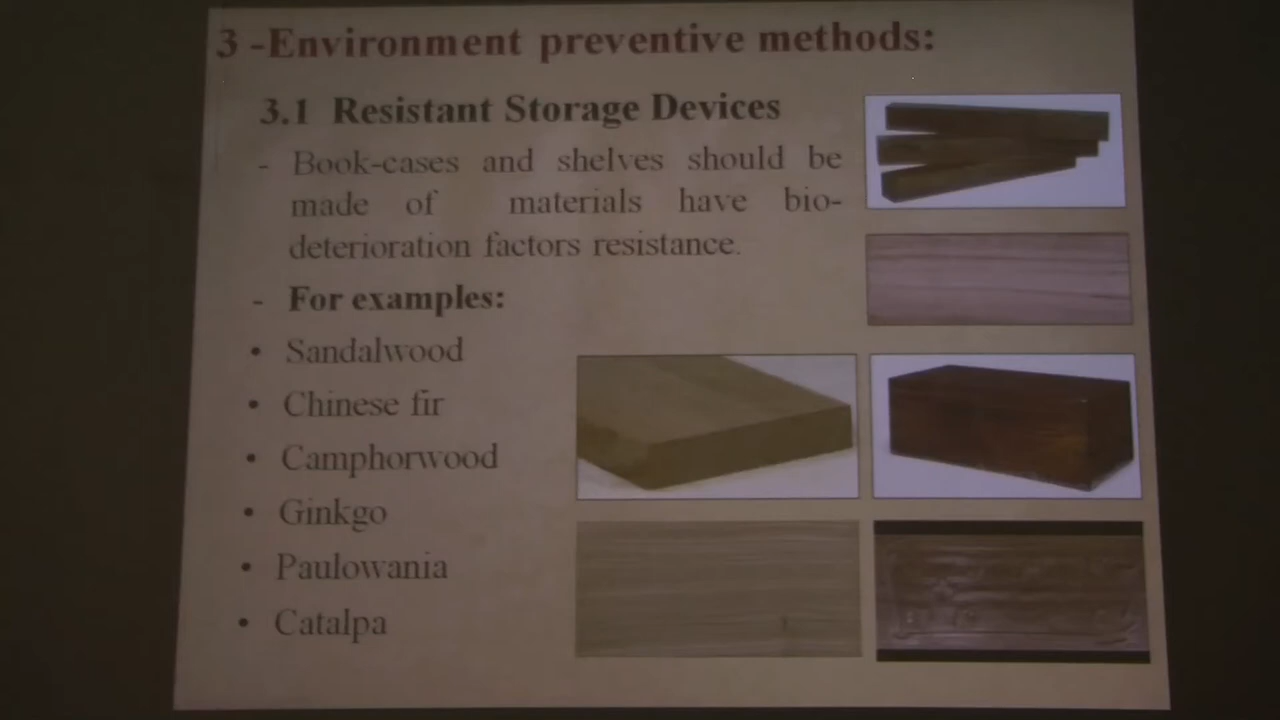 3 -Environment preventive methods:
3.1 Resistant Storage Devices
- Book-cases and shelves should be
made of materials have bio-
deterioration factors resistance.
- For examples:
• Sandalwood
• Chinese fir
• Camphorwood
• Ginkgo
• Paulowania
• Catalpa